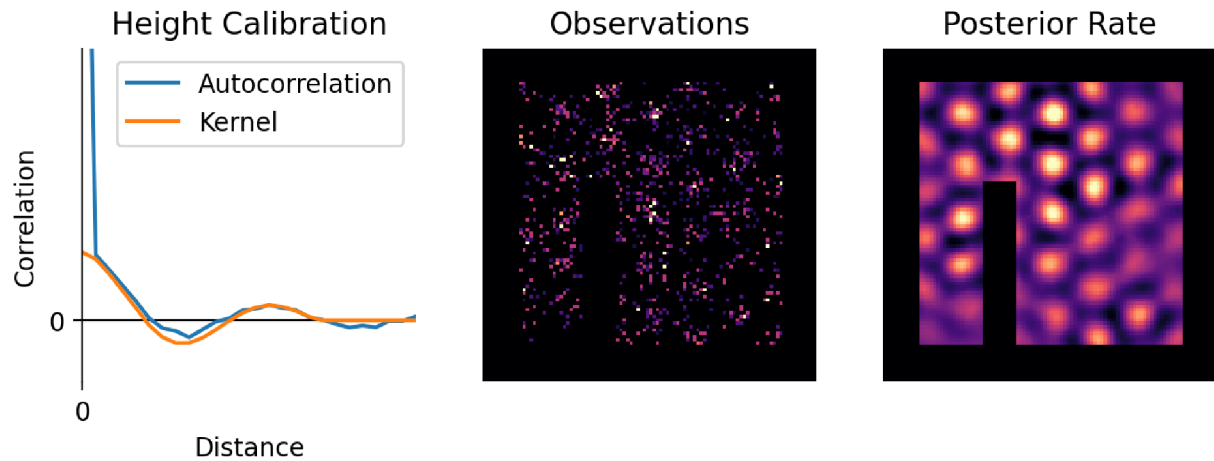 Height Calibration
Autocorrelation
Kernel
Correlation
0
0
Distance
Observations
Posterior Rate